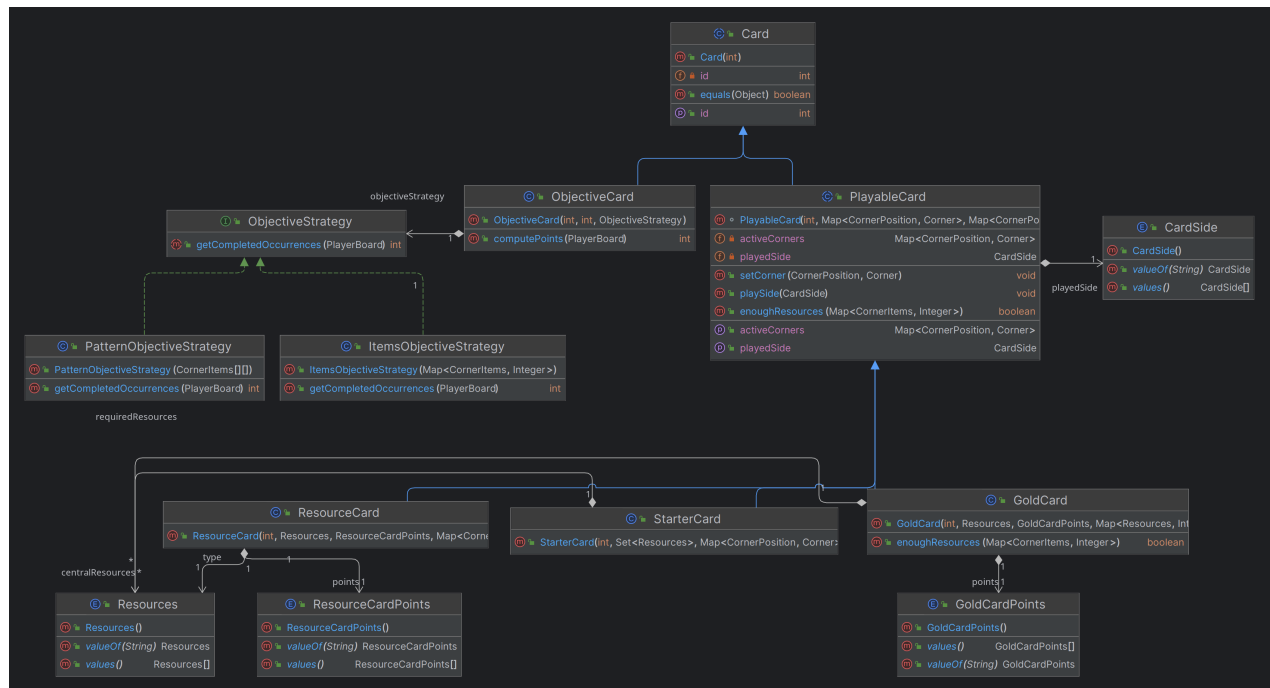 Card
Card(int)
id int
equals(Object) boolean
id int
objectiveStrategy
1
ObjectiveCard
ObjectiveCard(int, int, ObjectiveStrategy)
computePoints(PlayerBoard) int
PlayableCard
PlayableCard(int, Map<CornerPosition, Corner>, Map<CornerPo
activeCorners Map<CornerPosition, Corner>
playedSide CardSide
setCorner(CornerPosition, Corner) void
playSide(CardSide) void
enoughResources(Map<CornerItems, Integer>) boolean
activeCorners Map<CornerPosition, Corner>
playedSide CardSide
1
playedSide
CardSide
CardSide()
valueOf(String) CardSide
values() CardSide[]
ObjectiveStrategy
getCompletedOccurrences(PlayerBoard) int
1
PatternObjectiveStrategy
PatternObjectiveStrategy(CornerItems[][])
getCompletedOccurrences(PlayerBoard) int
ItemsObjectiveStrategy
ItemsObjectiveStrategy(Map<CornerItems, Integer>)
getCompletedOccurrences(PlayerBoard) int
requiredResources
1
1
ResourceCard
ResourceCard(int, Resources, ResourceCardPoints, Map<Corne
StarterCard
StarterCard(int, Set<Resources>, Map<CornerPosition, Corner>
GoldCard
GoldCard(int, Resources, GoldCardPoints, Map<Resources, Int
enoughResources(Map<CornerItems, Integer>) boolean
type
1
*
centralResources *
1
1
points 1
points 1
1
Resources
Resources()
valueOf(String) Resources
values() Resources[]
ResourceCardPoints
ResourceCardPoints()
valueOf(String) ResourceCardPoints
values() ResourceCardPoints[]
GoldCardPoints
GoldCardPoints()
values() GoldCardPoints[]
valueOf(String) GoldCardPoints